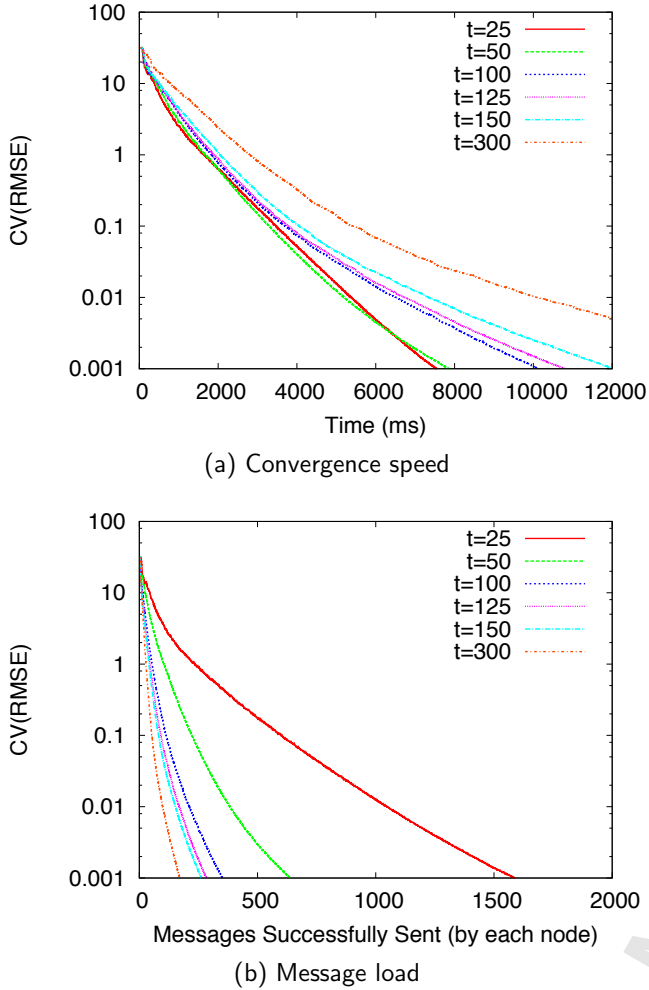 100
10
1
0.1
0.01
0.001
CV(RMSE)
t=25
t=50
t=100
t=125
t=150
t=300
0 2000 4000 6000 8000 10000 12000
Time (ms)
(a) Convergence speed
100
10
1
0.1
0.01
0.001
CV(RMSE)
t=25
t=50
t=100
t=125
t=150
t=300
0 500 1000 1500 2000
Messages Successfully Sent (by each node)
(b) Message load